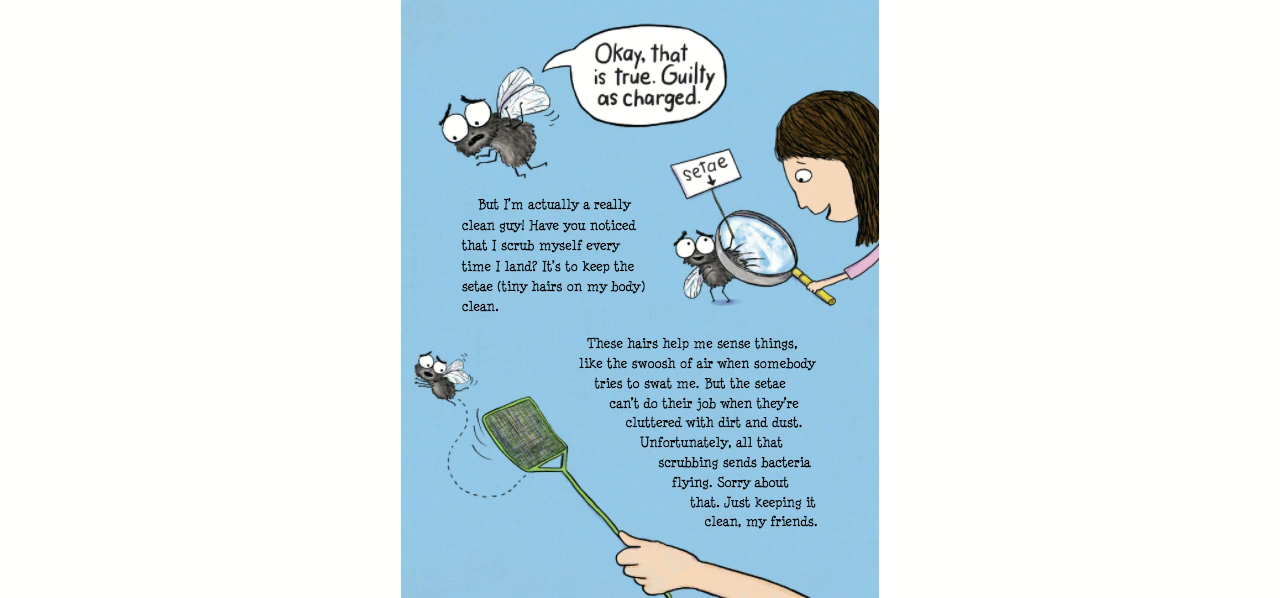 Okay, that
is true. Guilty
as charged.
setae
But I'm actually a really
clean guy! Have you noticed
that I scrub myself every
time I land? It's to keep the
setae (tiny hairs on my body)
clean.
These hairs help me sense things,
like the swoosh of air when somebody
tries to swat me. But the setae
can't do their job when they're
cluttered with dirt and dust.
Unfortunately, all that
scrubbing sends bacteria
flying. Sorry about
that. Just keeping it
clean, my friends.